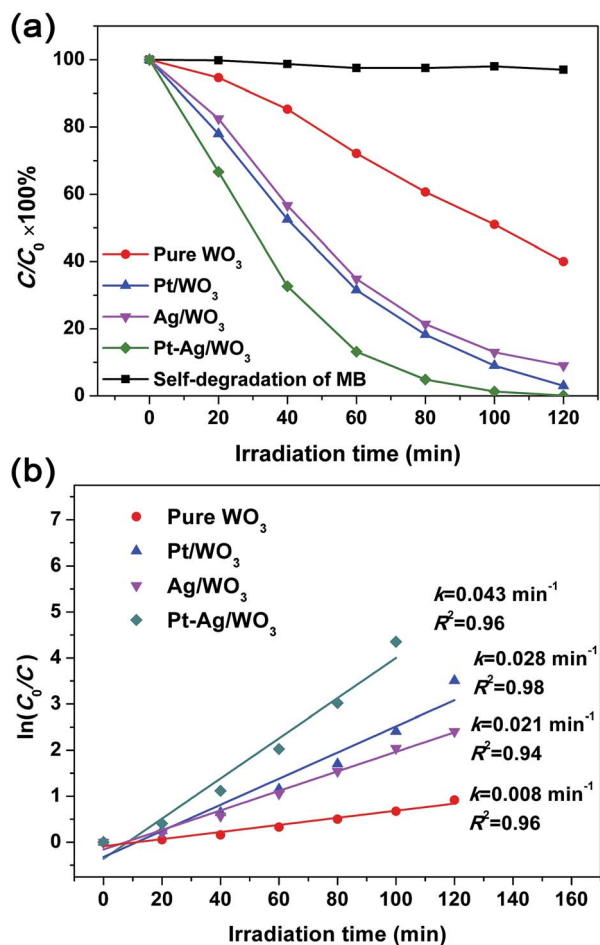 (a)
C/C₀ ×100%
100
80
60
40
20
0
Pure WO₃
Pt/WO₃
Ag/WO₃
Pt-Ag/WO₃
Self-degradation of MB
0 20 40 60 80 100 120
Irradiation time (min)
(b)
ln(C₀/C)
7
6
5
4
3
2
1
0
Pure WO₃
Pt/WO₃
Ag/WO₃
Pt-Ag/WO₃
k=0.043 min⁻¹
R²=0.96
k=0.028 min⁻¹
R²=0.98
k=0.021 min⁻¹
R²=0.94
k=0.008 min⁻¹
R²=0.96
0 20 40 60 80 100 120 140 160
Irradiation time (min)